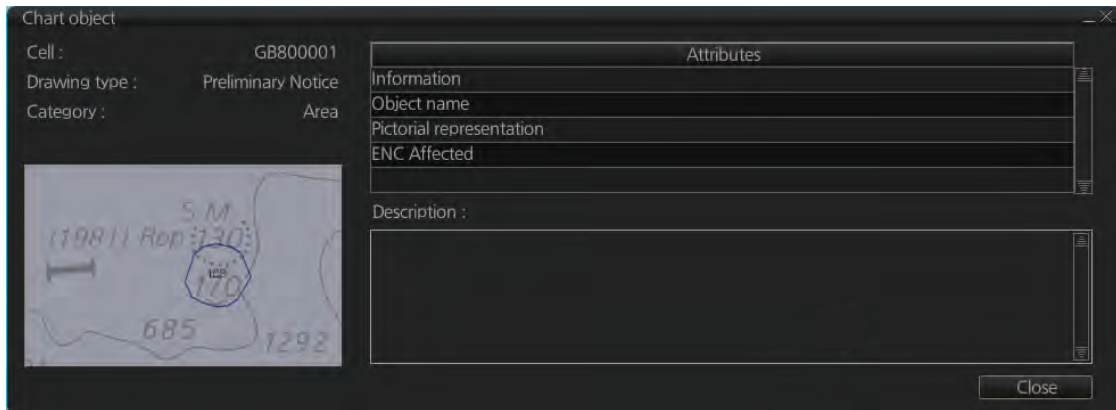 Chart object
Cell : GB800001
Drawing type : Preliminary Notice
Category : Area
Attributes
Information
Object name
Pictorial representation
ENC Affected
Description :
S M
(1981) Rep 130
170
685
1292
Close